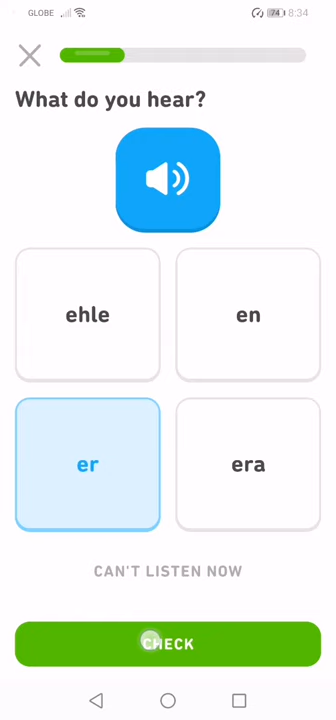 GLOBE 74 8:34
What do you hear?
ehle en
er era
CAN'T LISTEN NOW
CHECK